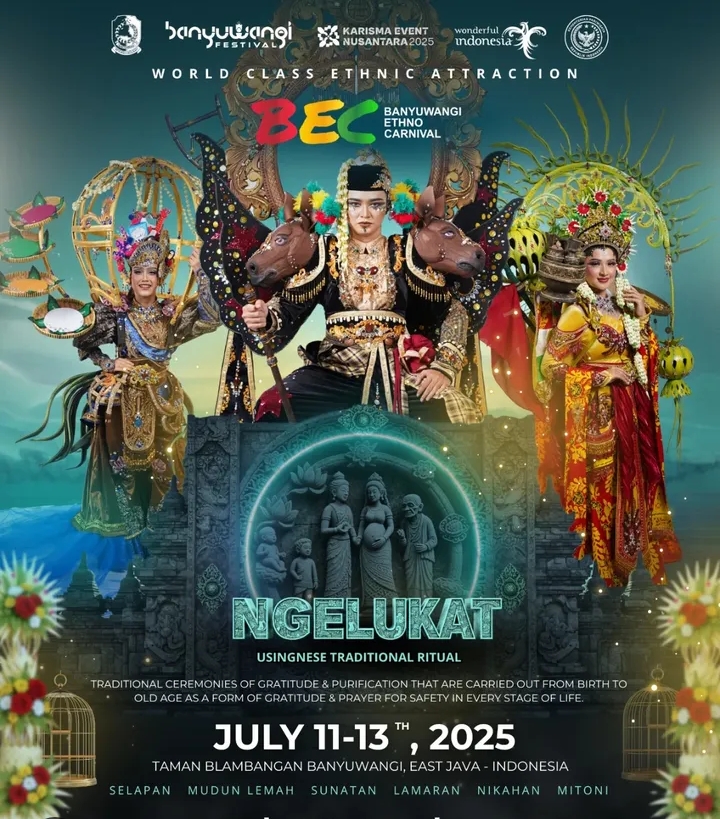 banyuwangi
FESTIVAL
KARISMA EVENT
NUSANTARA2025
wonderful
indonesia
WORLD CLASS ETHNIC ATTRACTION
BEC
BANYUWANGI
ETHNO
CARNIVAL
NGELUKAT
USINGNESE TRADITIONAL RITUAL
TRADITIONAL CEREMONIES OF GRATITUDE & PURIFICATION THAT ARE CARRIED OUT FROM BIRTH TO
OLD AGE AS A FORM OF GRATITUDE & PRAYER FOR SAFETY IN EVERY STAGE OF LIFE.
JULY 11-13 TH, 2025
TAMAN BLAMBANGAN BANYUWANGI, EAST JAVA - INDONESIA
SELAPAN MUDUN LEMAH SUNATAN LAMARAN NIKAHAN MITONI